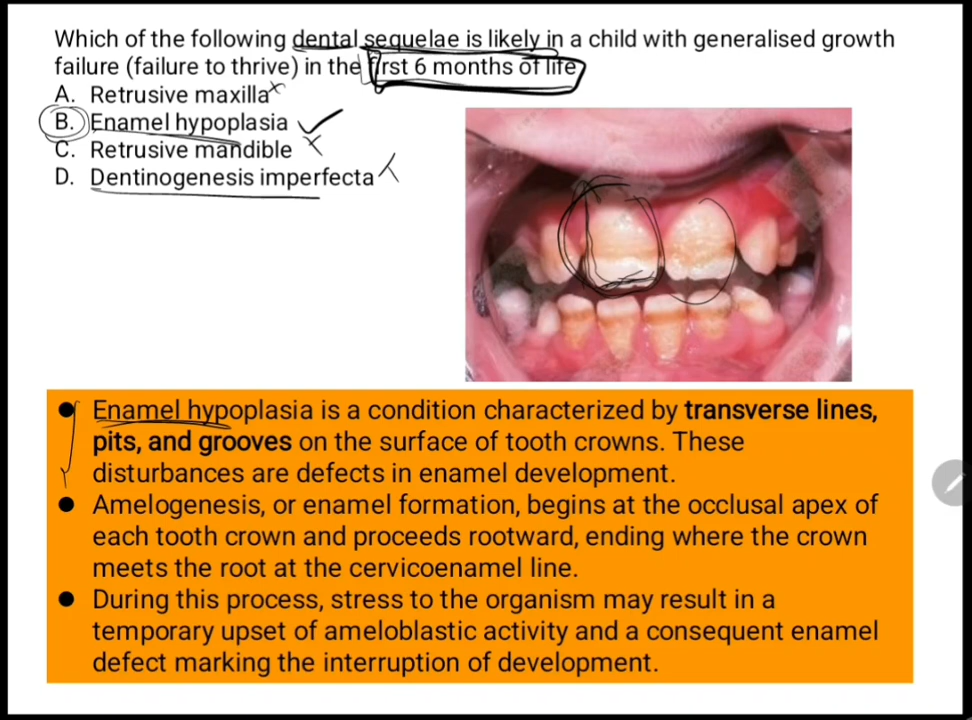 Which of the following dental sequelae is likely in a child with generalised growth
failure (failure to thrive) in the first 6 months of life
A. Retrusive maxilla
B. Enamel hypoplasia
C. Retrusive mandible
D. Dentinogenesis imperfecta
● Enamel hypoplasia is a condition characterized by transverse lines,
pits, and grooves on the surface of tooth crowns. These
disturbances are defects in enamel development.
● Amelogenesis, or enamel formation, begins at the occlusal apex of
each tooth crown and proceeds rootward, ending where the crown
meets the root at the cervicoenamel line.
● During this process, stress to the organism may result in a
temporary upset of ameloblastic activity and a consequent enamel
defect marking the interruption of development.